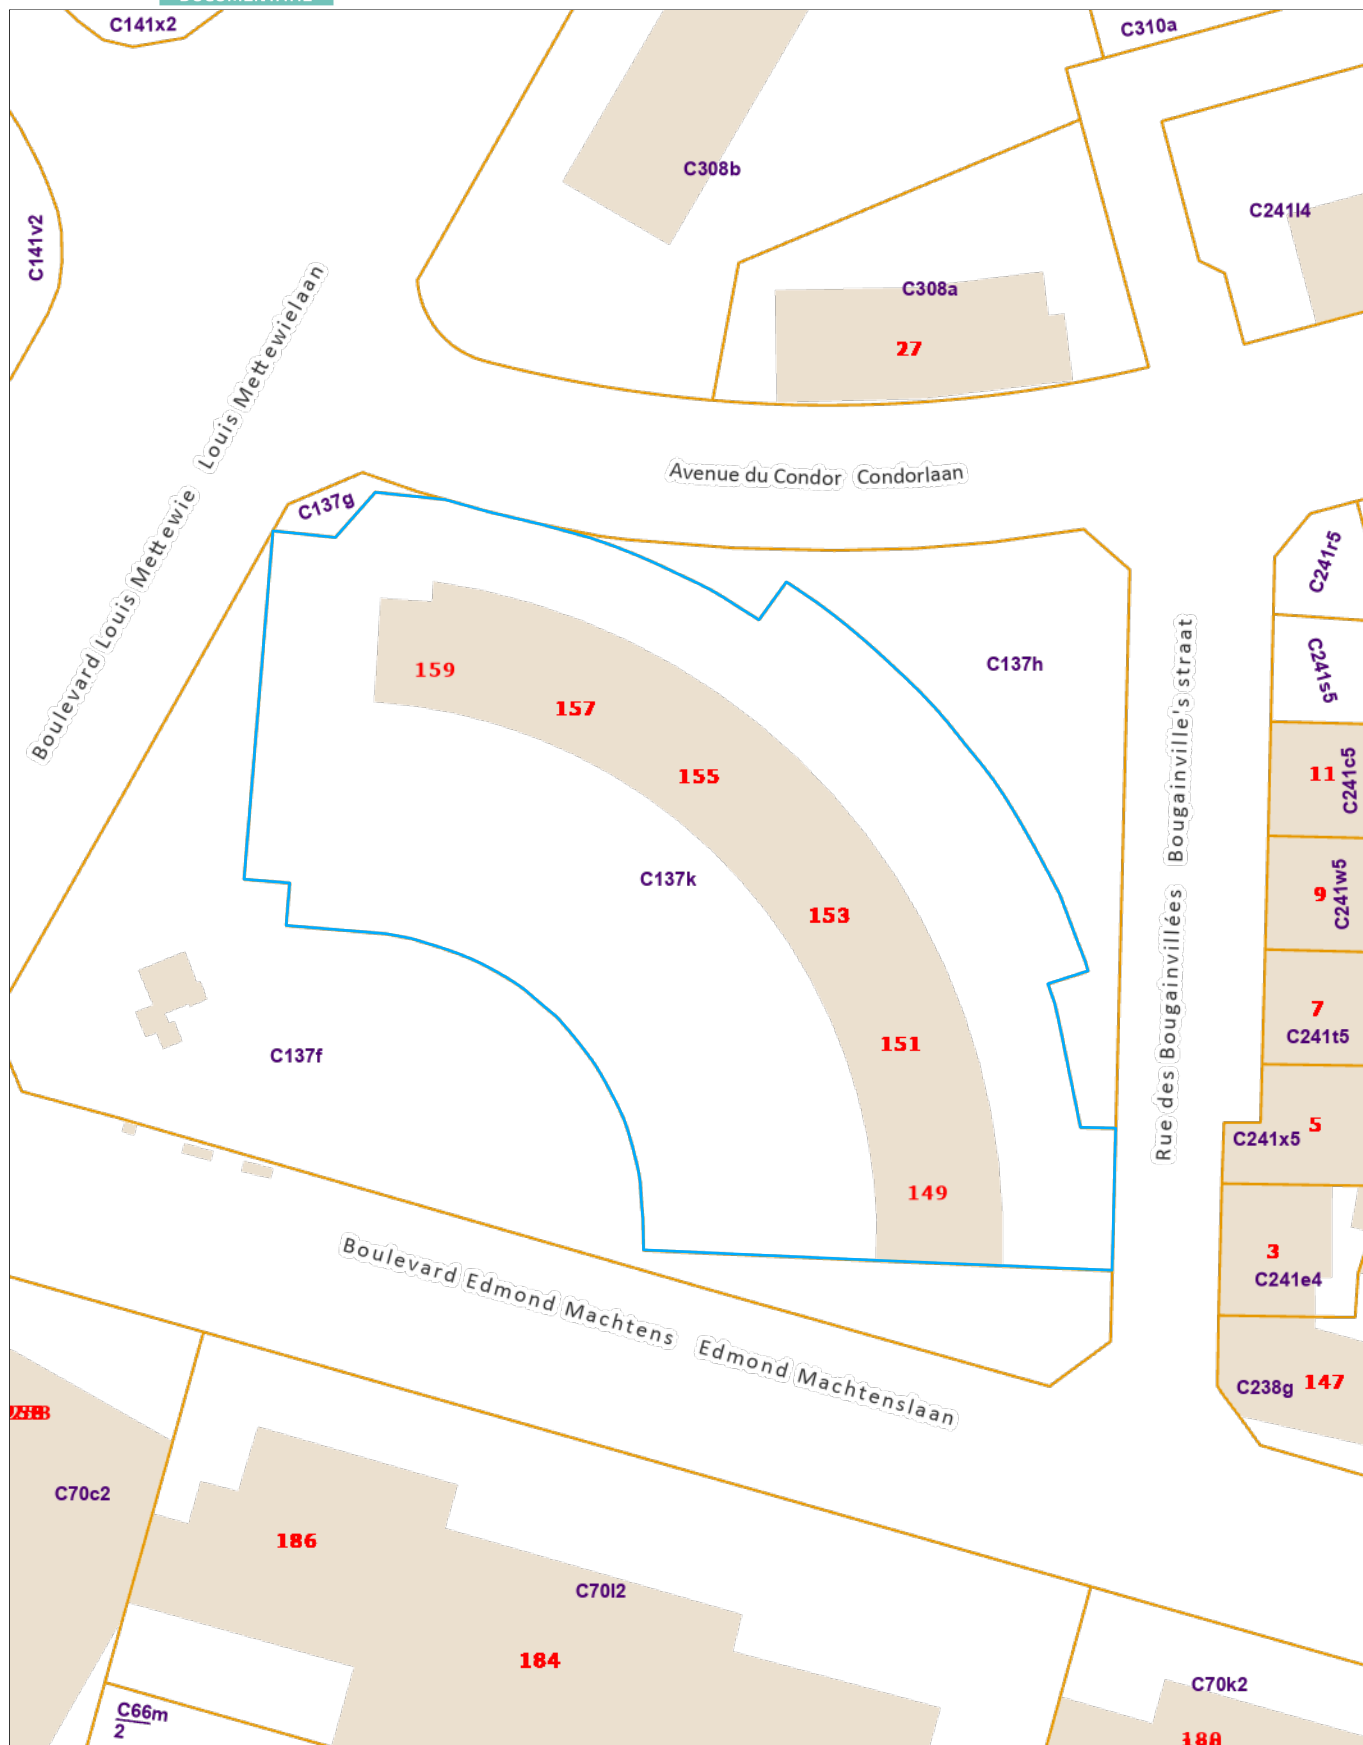 C141x2
C310a
C308b
C241l4
C141v2
Louis Mettewielaan
C308a
27
Boulevard Louis Mettewie
Avenue du Condor Condorlaan
C137g
C241r5
C137h
C241s5
159
157
155
11
C241c5
Bougainville's straat
C137k
153
9
C241w5
Rue des Bougainvillées
7
C241t5
C137f
151
5
C241x5
149
3
C241e4
Boulevard Edmond Machtens
Edmond Machtenslaan
C238g
147
C70c2
186
C70l2
184
C70k2
C66m
2